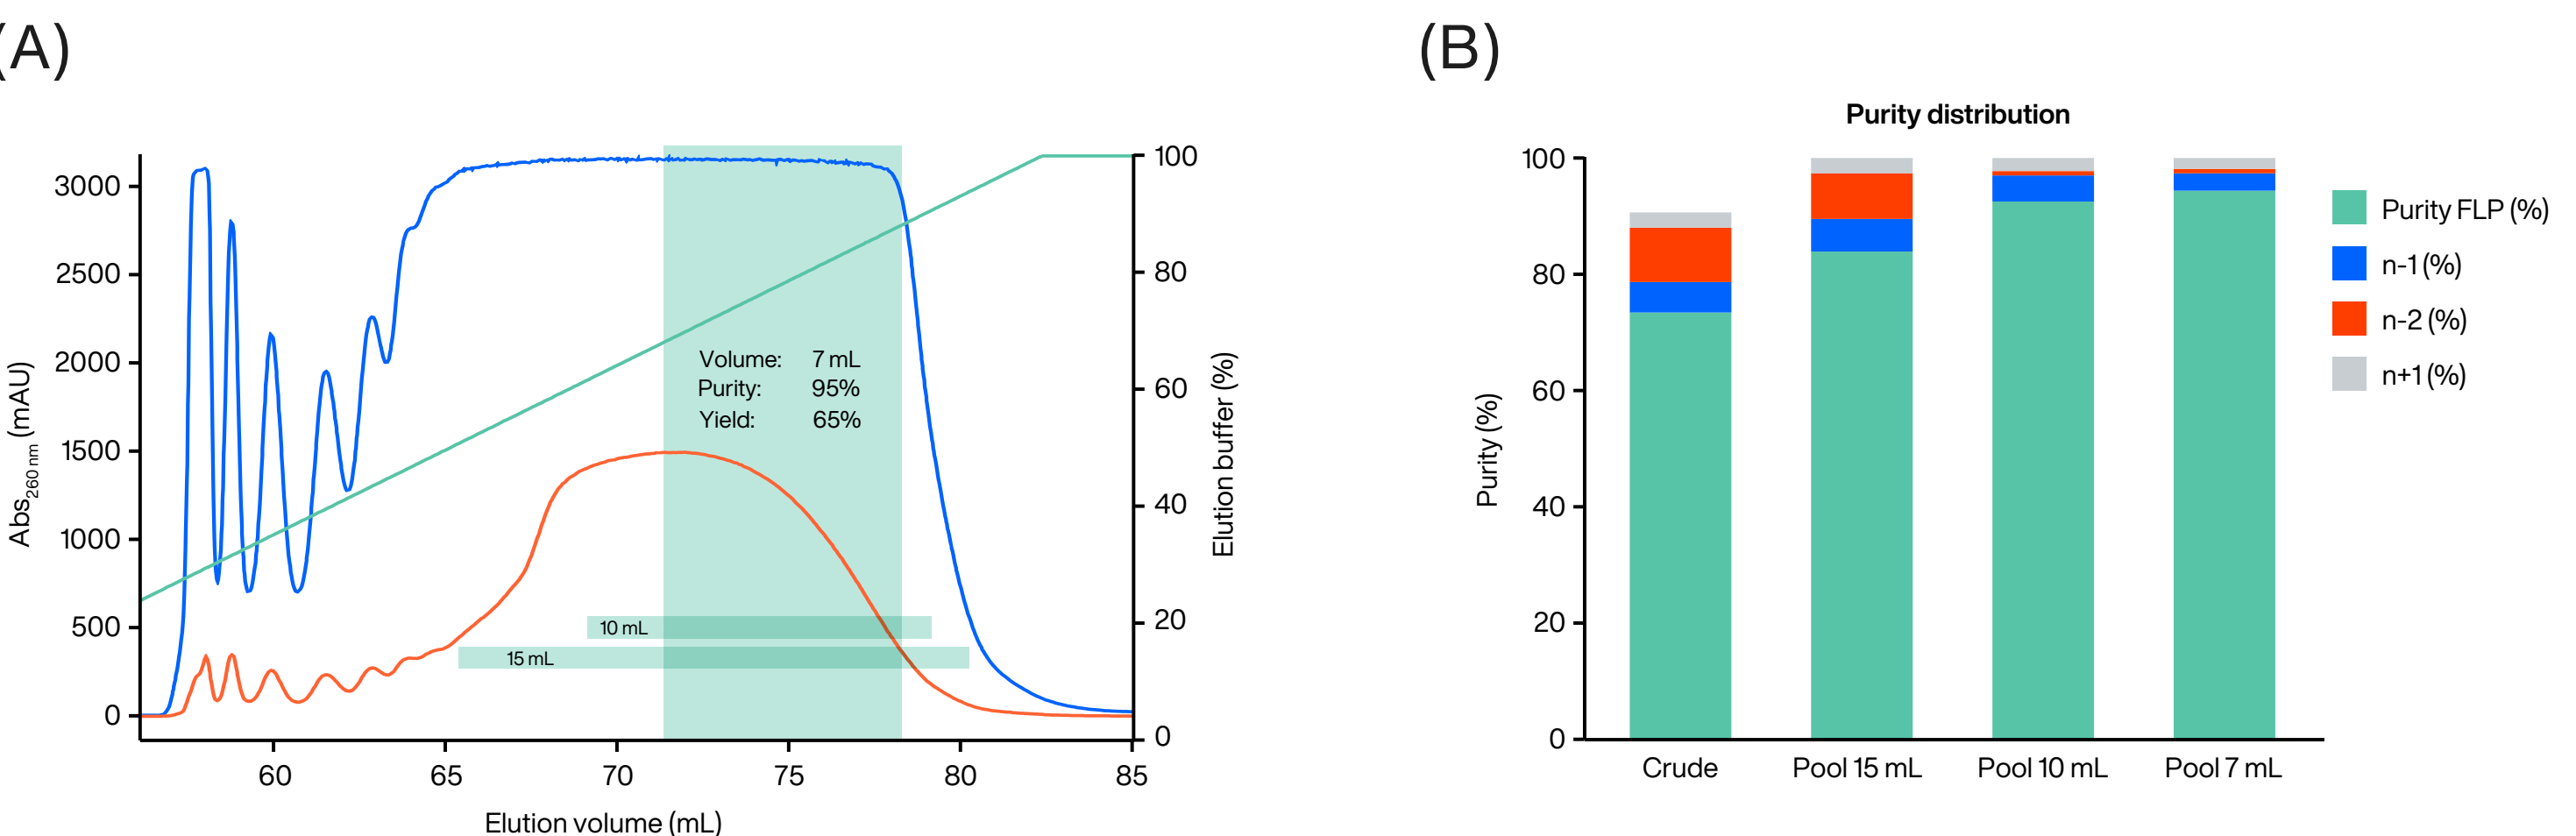 (A)
3000
2500
2000
1500
1000
500
0
Abs260 nm (mAU)
60
65
70
75
80
85
Elution volume (mL)
100
80
60
40
20
0
Elution buffer (%)
Volume: 7 mL
Purity: 95%
Yield: 65%
10 mL
15 mL
(B)
Purity distribution
100
80
60
40
20
0
Purity (%)
Crude
Pool 15 mL
Pool 10 mL
Pool 7 mL
Purity FLP (%)
n-1 (%)
n-2 (%)
n+1 (%)